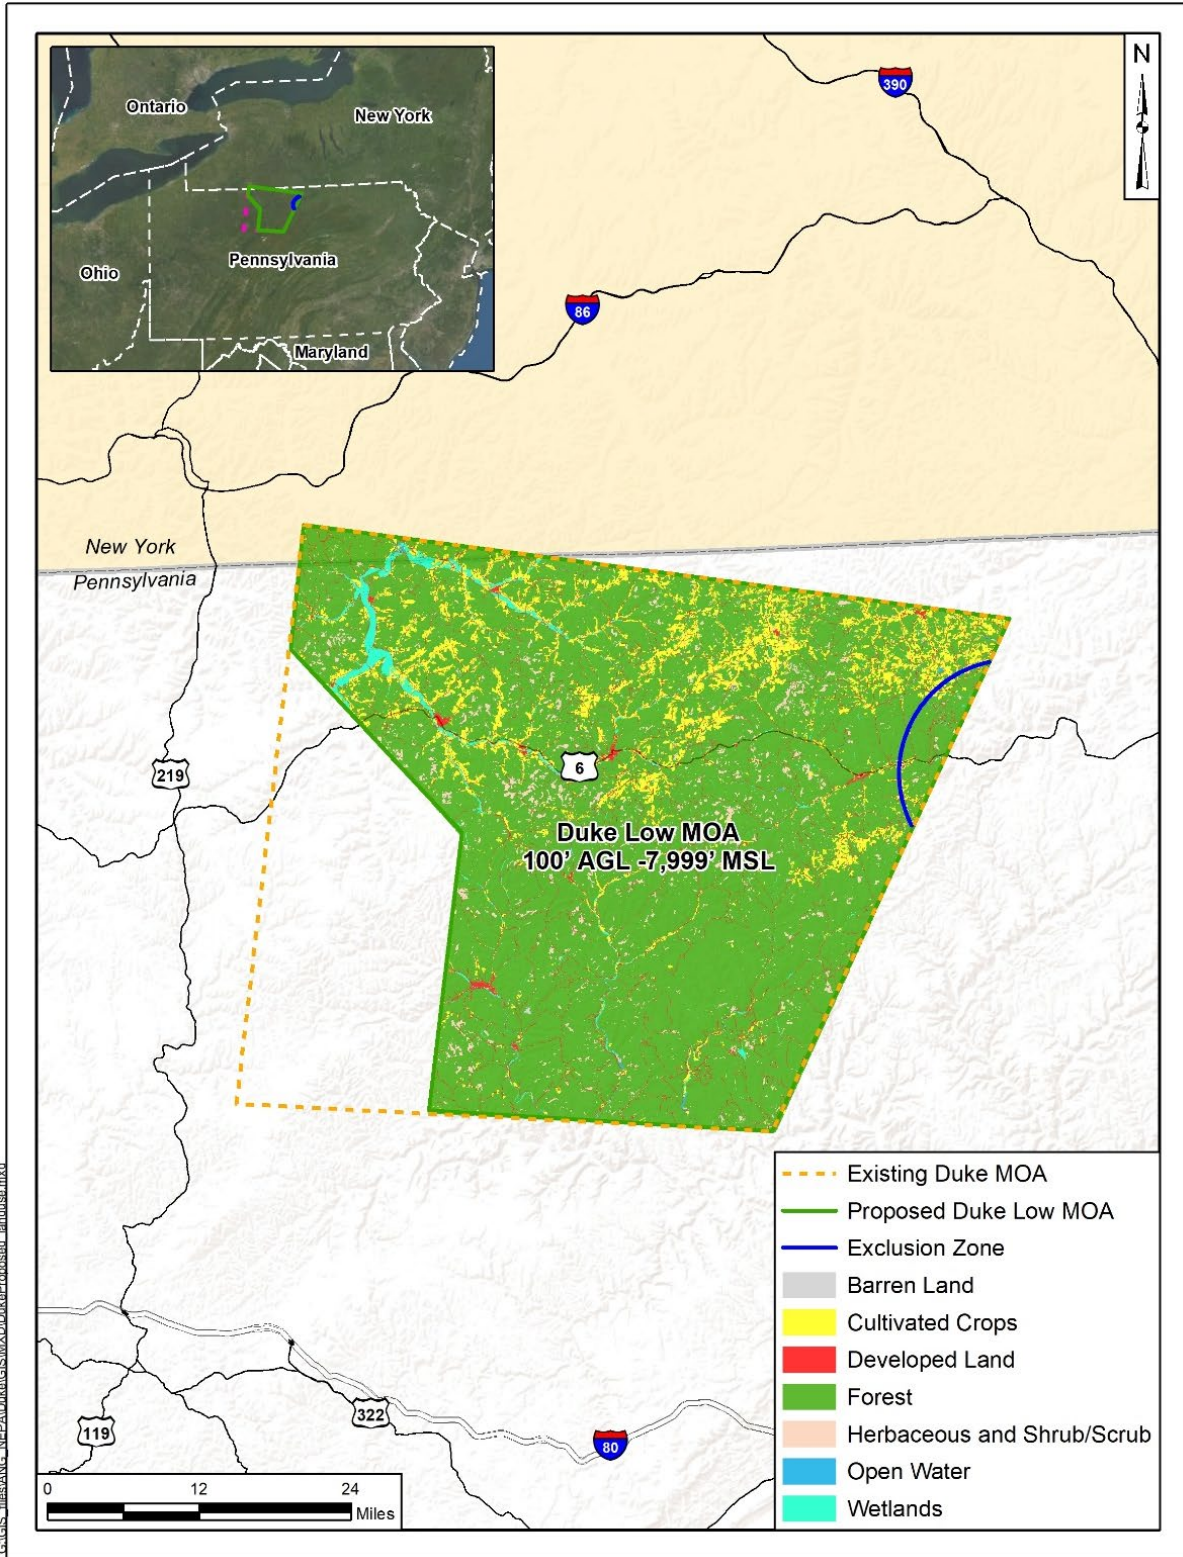 N
Ontario
New York
Pennsylvania
Ohio
Maryland
390
86
New York
Pennsylvania
219
6
Duke Low MOA
100' AGL -7,999' MSL
Existing Duke MOA
Proposed Duke Low MOA
Exclusion Zone
Barren Land
Cultivated Crops
Developed Land
Forest
Herbaceous and Shrub/Scrub
Open Water
Wetlands
119
322
80
0 12 24
Miles